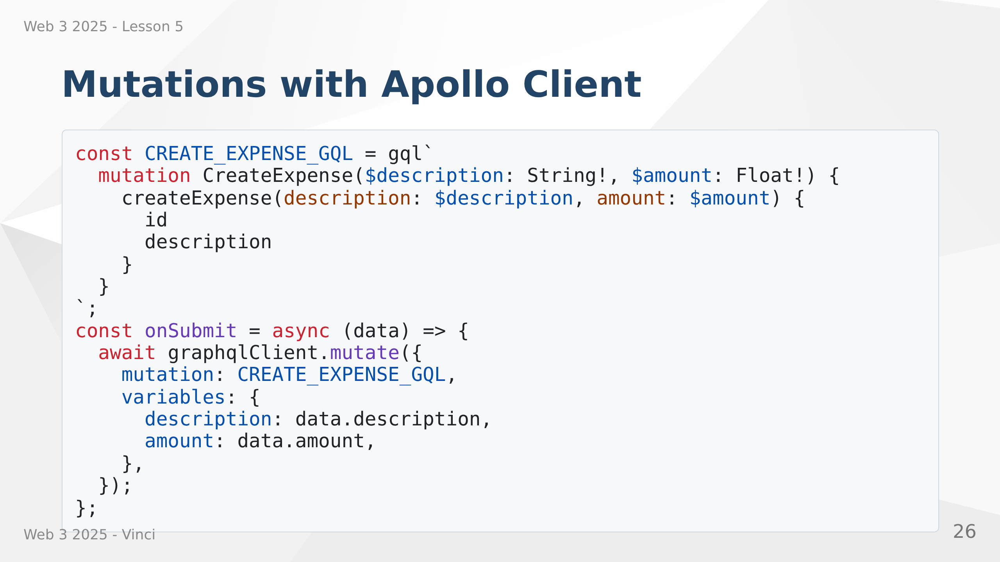 Web 3 2025 - Lesson 5
Mutations with Apollo Client
const CREATE_EXPENSE_GQL = gql`
  mutation CreateExpense($description: String!, $amount: Float!) {
    createExpense(description: $description, amount: $amount) {
      id
      description
    }
  }
`;
const onSubmit = async (data) => {
  await graphqlClient.mutate({
    mutation: CREATE_EXPENSE_GQL,
    variables: {
      description: data.description,
      amount: data.amount,
    },
  });
};
Web 3 2025 - Vinci
26